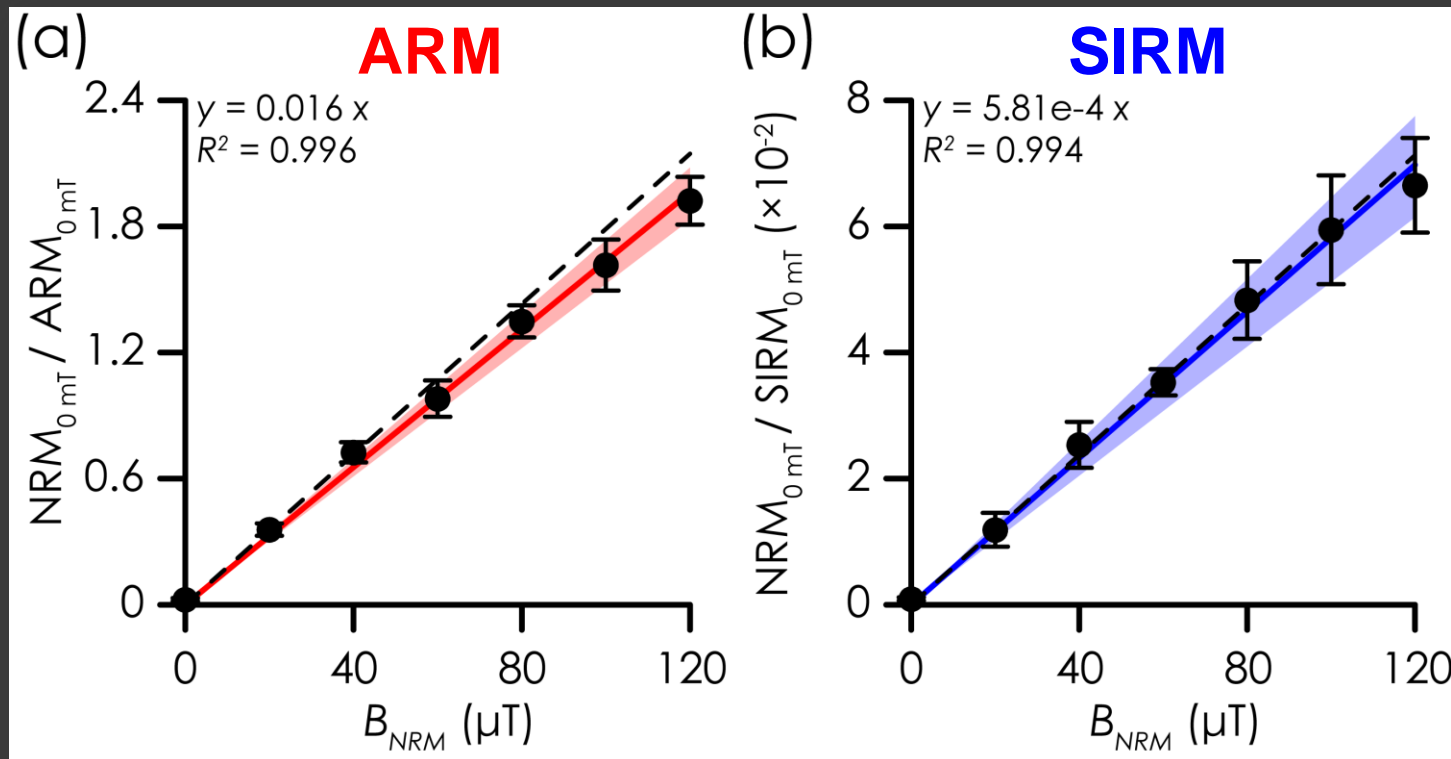 (a)
ARM
y = 0.016 x
R² = 0.996
NRM₀ ₘT / ARM₀ ₘT
2.4
1.8
1.2
0.6
0
0 40 80 120
B_NRM (μT)
(b)
SIRM
y = 5.81e-4 x
R² = 0.994
NRM₀ ₘT / SIRM₀ ₘT (×10⁻²)
8
6
4
2
0
0 40 80 120
B_NRM (μT)